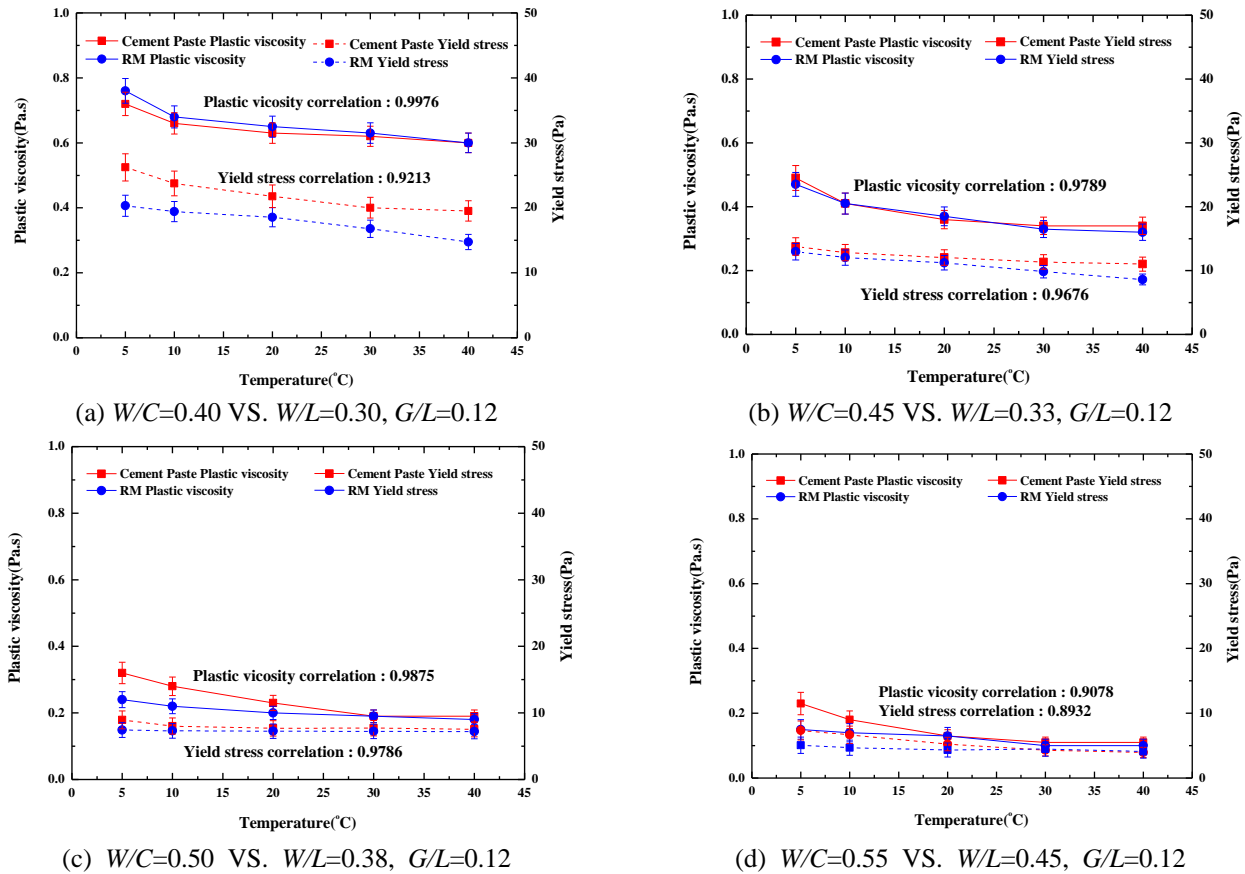 1.0
0.8
0.6
0.4
0.2
0.0
Plastic viscosity(Pa.s)
50
40
30
20
10
0
Yield stress(Pa)
Cement Paste Plastic viscosity
Cement Paste Yield stress
RM Plastic viscosity
RM Yield stress
Plastic vicosity correlation : 0.9976
Yield stress correlation : 0.9213
0 5 10 15 20 25 30 35 40 45
Temperature(°C)
(a) W/C=0.40 VS. W/L=0.30, G/L=0.12
1.0
0.8
0.6
0.4
0.2
0.0
Plastic viscosity(Pa.s)
50
40
30
20
10
0
Yield stress(Pa)
Cement Paste Plastic viscosity
Cement Paste Yield stress
RM Plastic viscosity
RM Yield stress
Plastic vicosity correlation : 0.9789
Yield stress correlation : 0.9676
0 5 10 15 20 25 30 35 40 45
Temperature(°C)
(b) W/C=0.45 VS. W/L=0.33, G/L=0.12
1.0
0.8
0.6
0.4
0.2
0.0
Plastic viscosity(Pa.s)
50
40
30
20
10
0
Yield stress(Pa)
Cement Paste Plastic viscosity
Cement Paste Yield stress
RM Plastic viscosity
RM Yield stress
Plastic vicosity correlation : 0.9875
Yield stress correlation : 0.9786
0 5 10 15 20 25 30 35 40 45
Temperature(°C)
(c) W/C=0.50 VS. W/L=0.38, G/L=0.12
1.0
0.8
0.6
0.4
0.2
0.0
Plastic viscosity(Pa.s)
50
40
30
20
10
0
Yield stress(Pa)
Cement Paste Plastic viscosity
Cement Paste Yield stress
RM Plastic viscosity
RM Yield stress
Plastic vicosity correlation : 0.9078
Yield stress correlation : 0.8932
0 5 10 15 20 25 30 35 40 45
Temperature(°C)
(d) W/C=0.55 VS. W/L=0.45, G/L=0.12